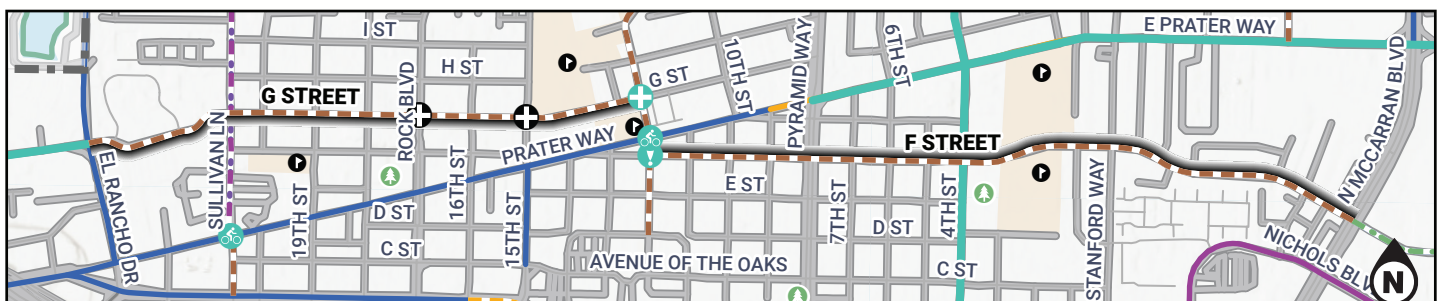 I ST
E PRATER WAY
H ST
G ST
10TH ST
PYRAMID WAY
6TH ST
N MCCARRAN BLVD
G STREET
ROCK BLVD
PRATER WAY
F STREET
EL RANCHO DR
SULLIVAN LN
19TH ST
16TH ST
15TH ST
E ST
7TH ST
4TH ST
STANFORD WAY
D ST
D ST
C ST
AVENUE OF THE OAKS
C ST
NICHOLS BLV
N